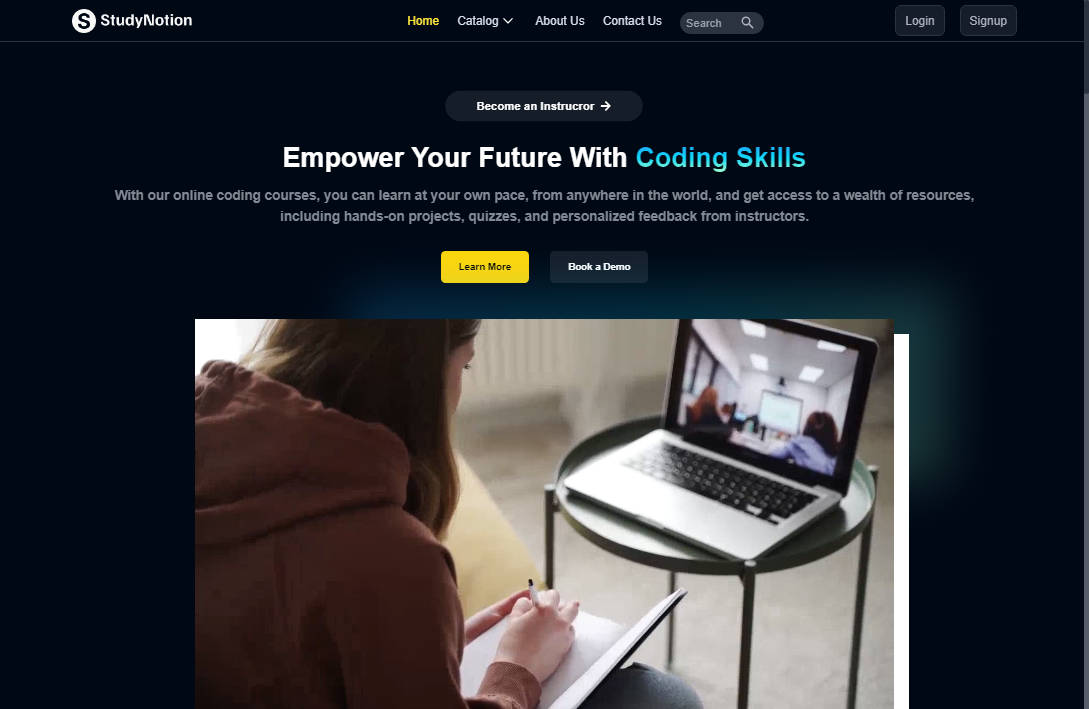 S StudyNotion
Home Catalog About Us Contact Us Search Login Signup
Become an Instrucror →
Empower Your Future With Coding Skills
With our online coding courses, you can learn at your own pace, from anywhere in the world, and get access to a wealth of resources,
including hands-on projects, quizzes, and personalized feedback from instructors.
Learn More Book a Demo